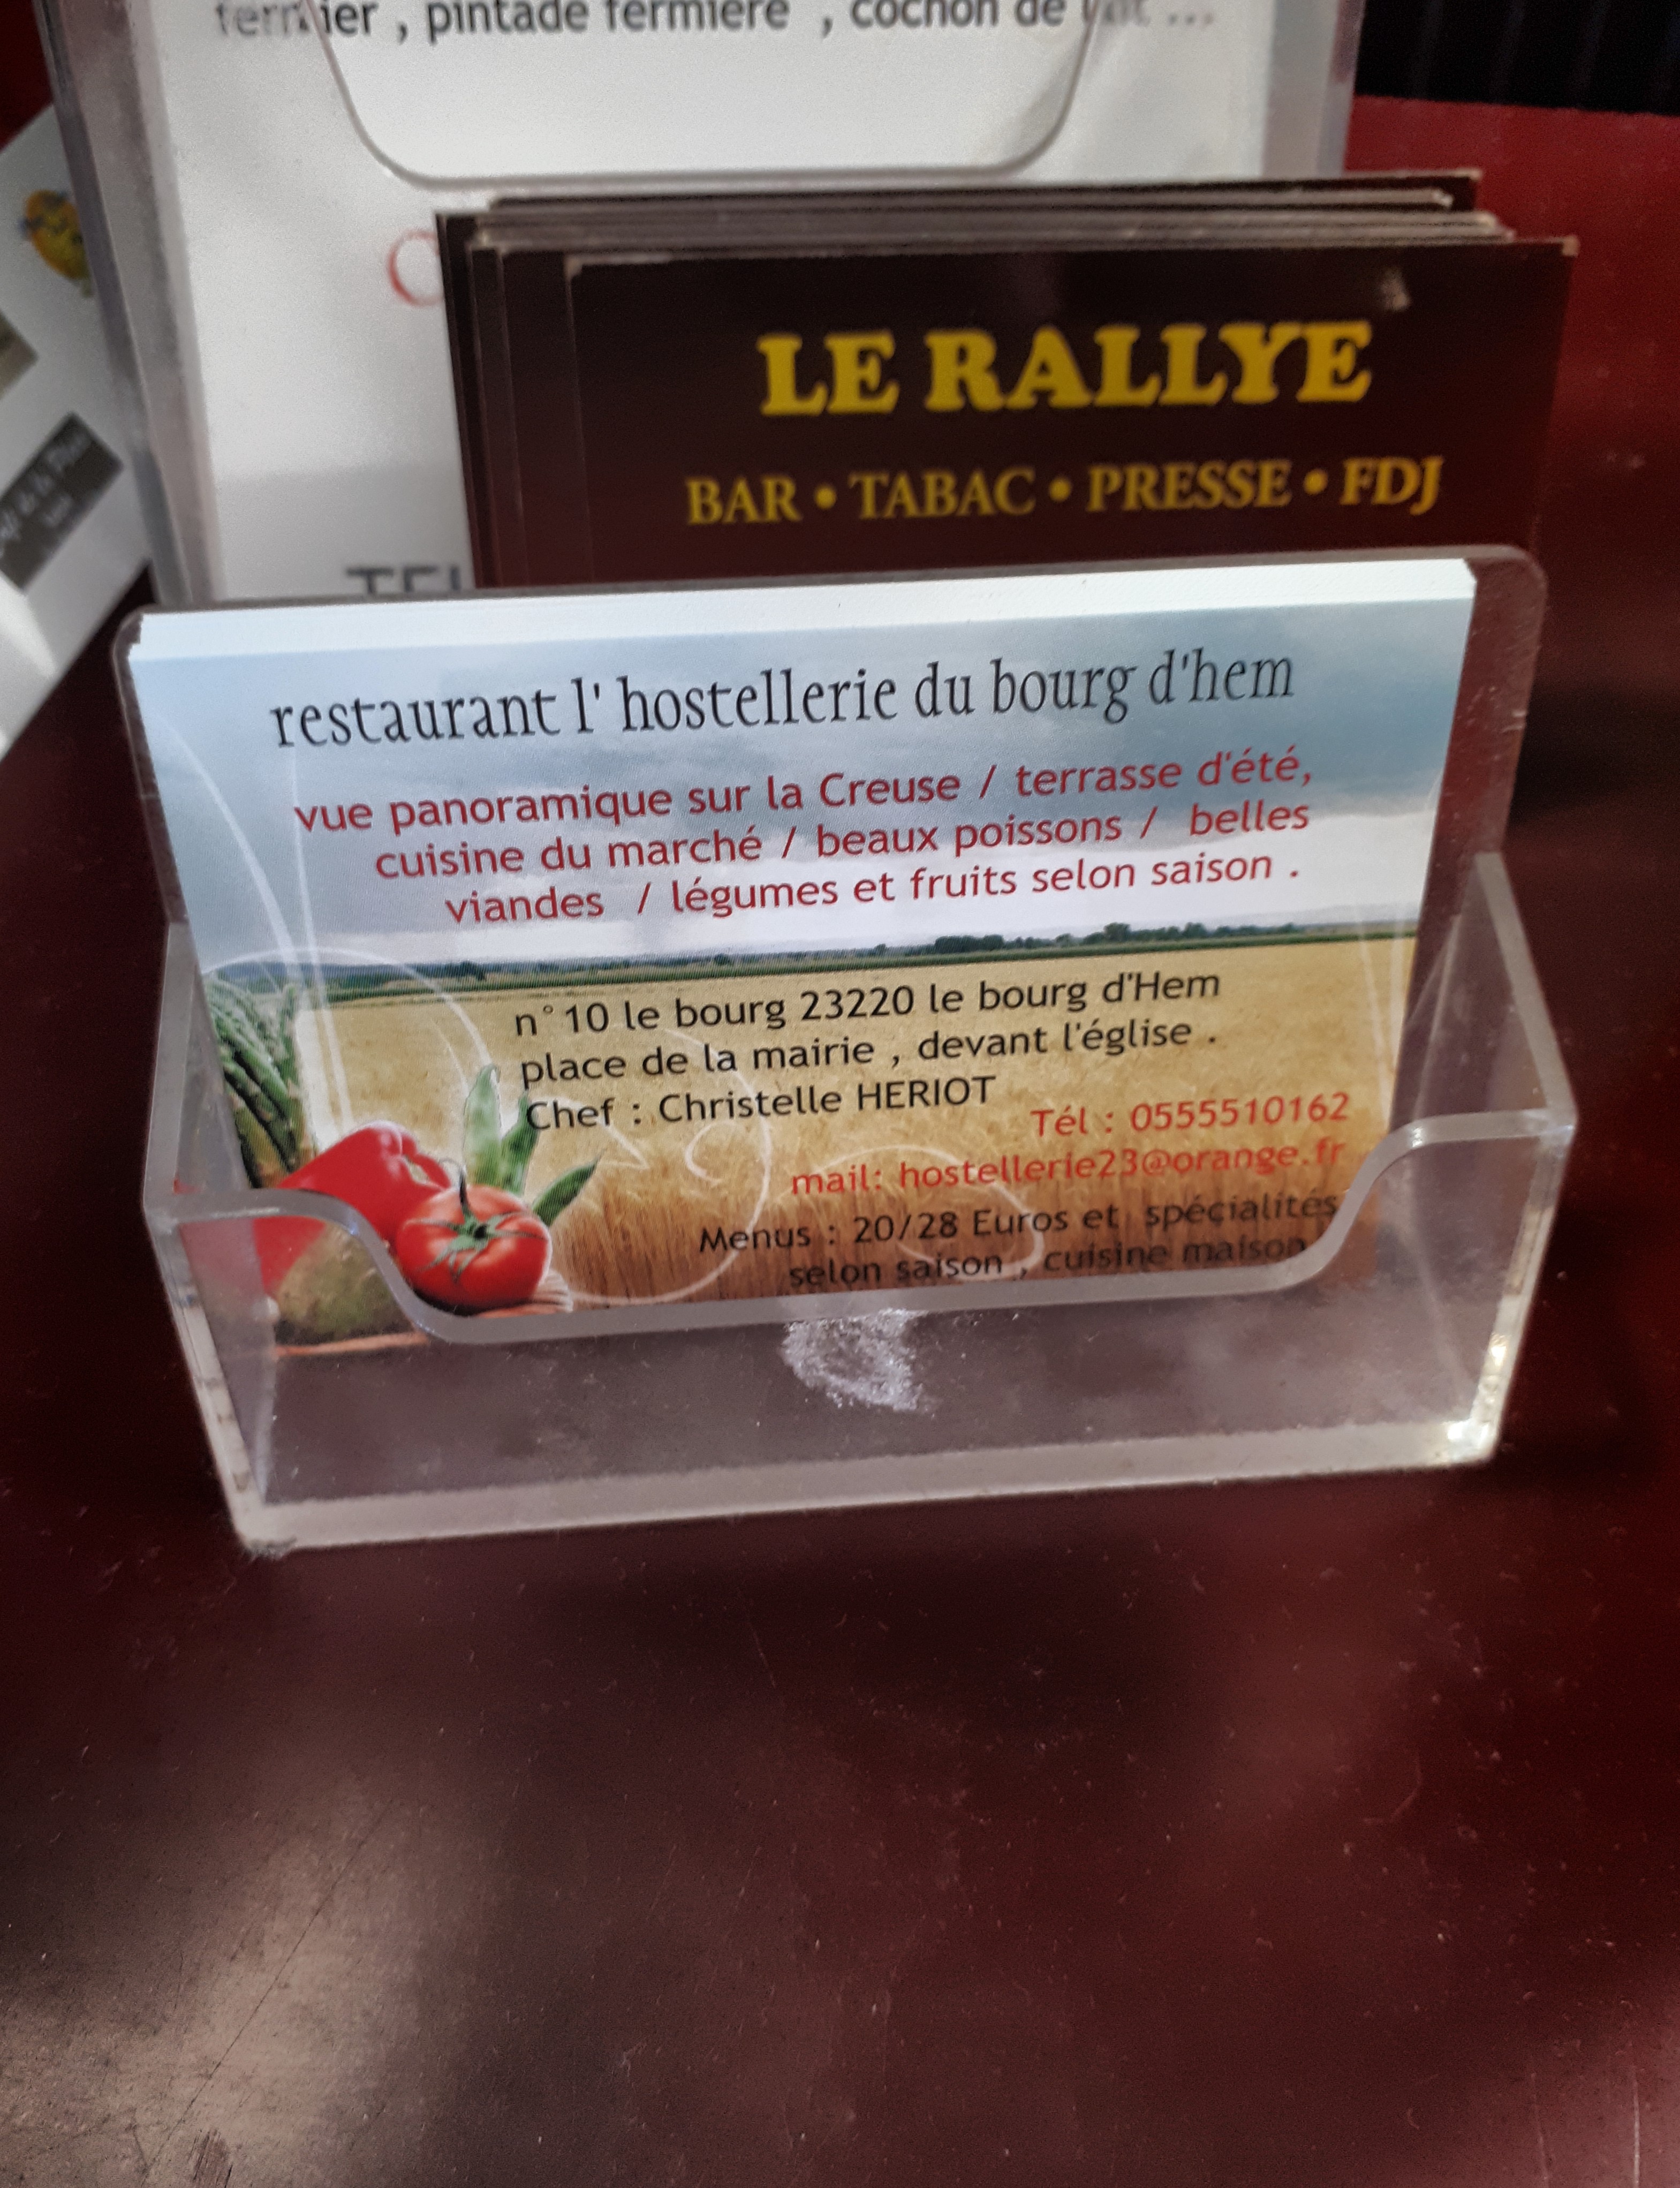 , pintade fermière , cochon de
LE RALLYE
BAR • TABAC • PRESSE • FDJ
restaurant l' hostellerie du bourg d'hem
vue panoramique sur la Creuse / terrasse d'été,
cuisine du marché / beaux poissons / belles
viandes / légumes et fruits selon saison .
n°10 le bourg 23220 le bourg d'Hem
place de la mairie , devant l'église .
Chef : Christelle HERIOT
Tél : 0555510162
mail: hostellerie23@orange.fr
Menus : 20/28 Euros et spécialités
selon saison , cuisine maison